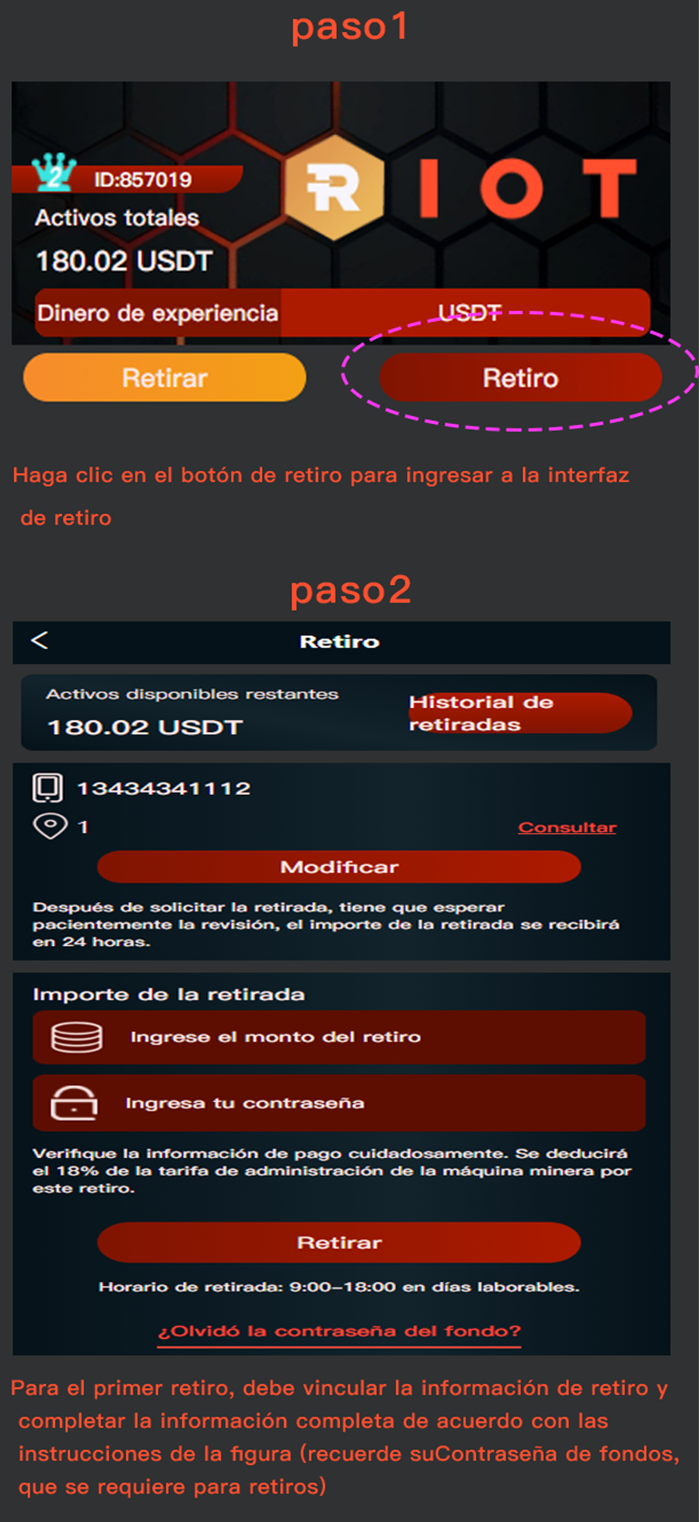 paso1
2 ID:857019
R I O T
Activos totales
180.02 USDT
Dinero de experiencia USDT
Retirar Retiro
Haga clic en el botón de retiro para ingresar a la interfaz
de retiro
paso2
< Retiro
Activos disponibles restantes
180.02 USDT
Historial de
retiradas
13434341112
1 Consultar
Modificar
Después de solicitar la retirada, tiene que esperar
pacientemente la revisión, el importe de la retirada se recibirá
en 24 horas.
Importe de la retirada
Ingrese el monto del retiro
Ingresa tu contraseña
Verifique la información de pago cuidadosamente. Se deducirá
el 18% de la tarifa de administración de la máquina minera por
este retiro.
Retirar
Horario de retirada: 9:00–18:00 en días laborables.
¿Olvidó la contraseña del fondo?
Para el primer retiro, debe vincular la información de retiro y
completar la información completa de acuerdo con las
instrucciones de la figura (recuerde suContraseña de fondos,
que se requiere para retiros)